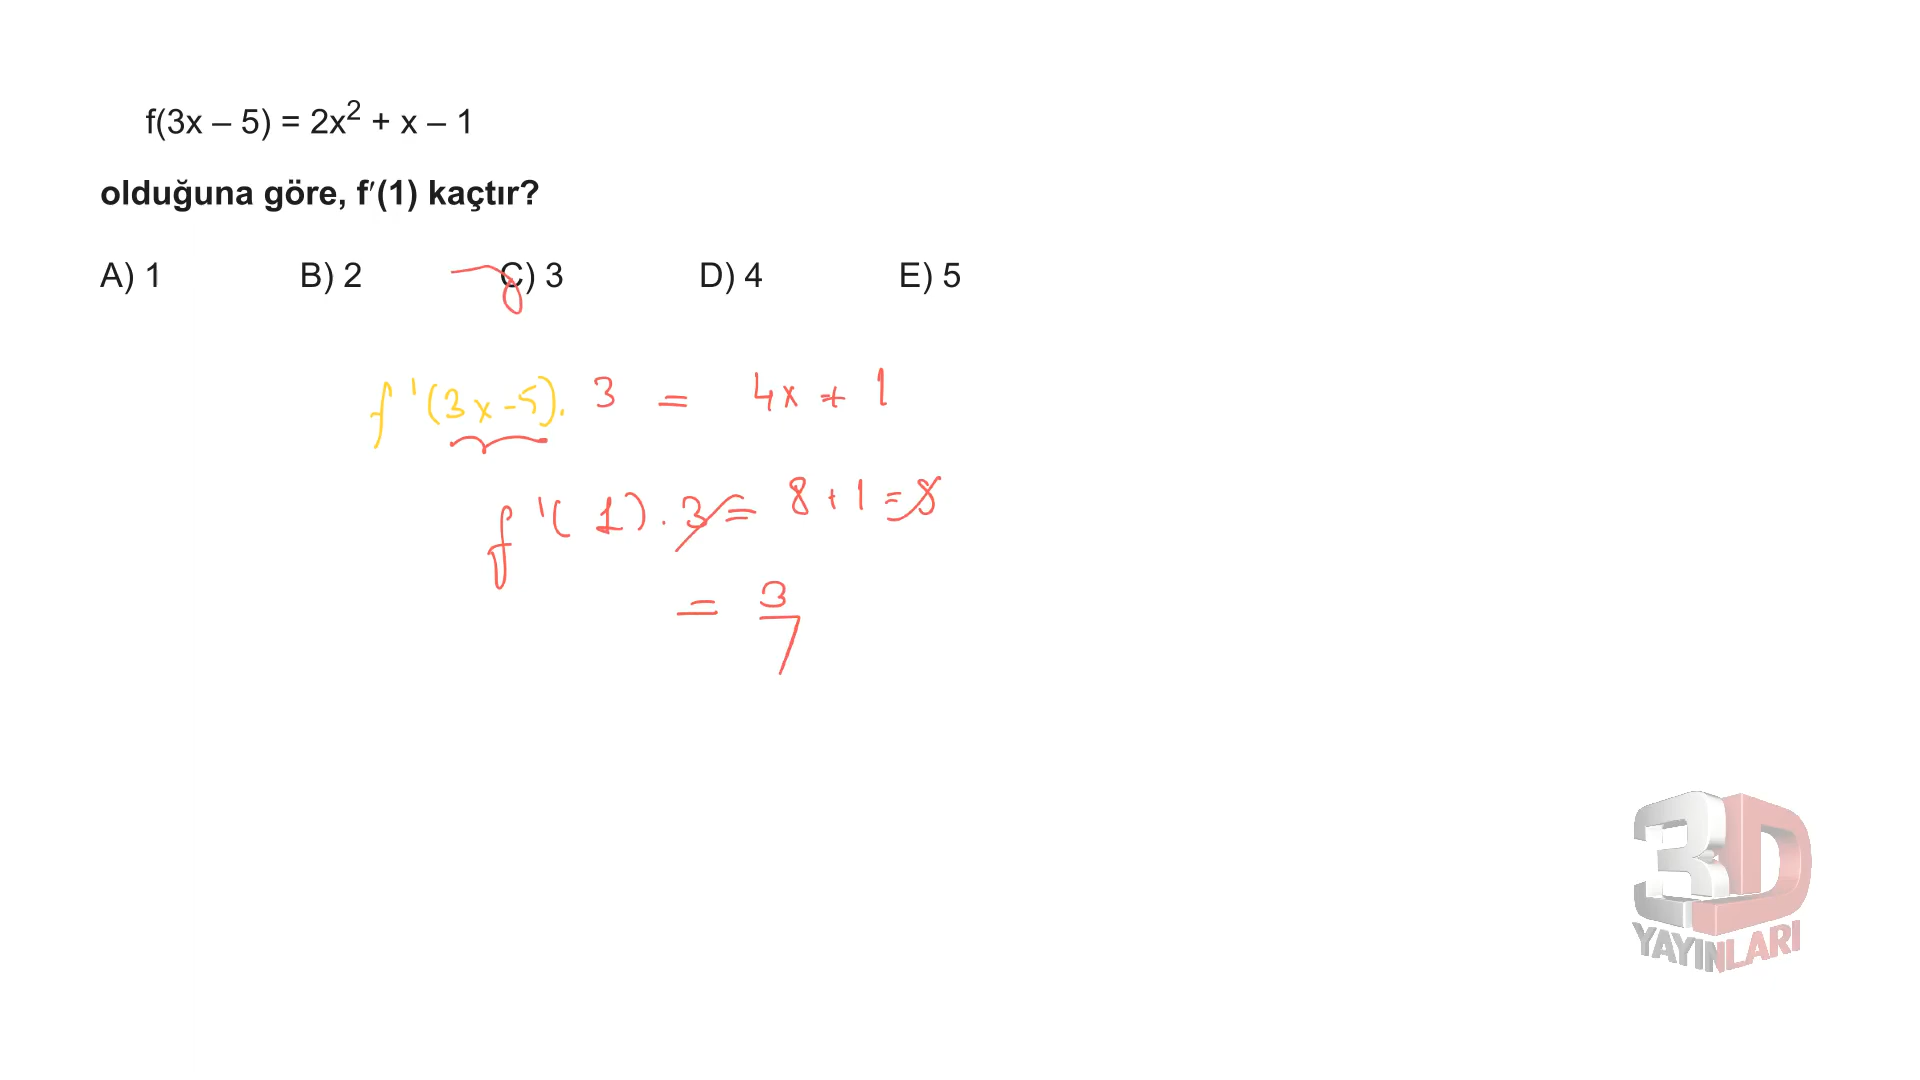 f(3x – 5) = 2x² + x – 1
olduğuna göre, f′(1) kaçtır?
A) 1 B) 2 C) 3 D) 4 E) 5
f'(3x-5). 3 = 4x + 1
f'(1). 3 = 8 + 1 =
= 3
3D
YAYINLARI